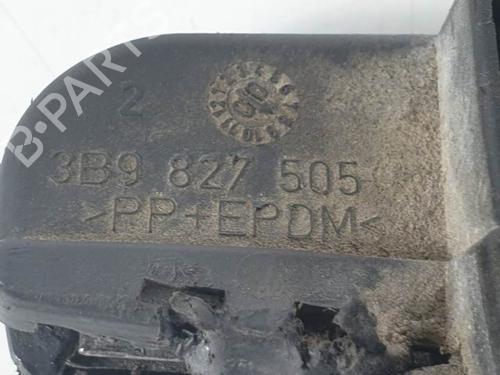 2
3B9 827 505
>PP+EPDM<
B-PARTS